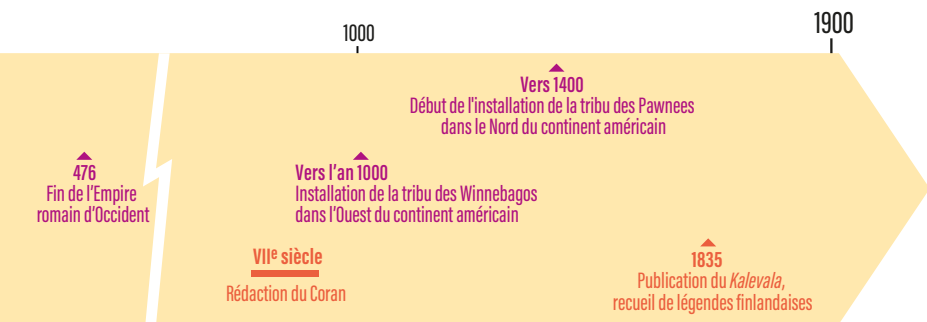 1000
1900
Vers 1400
Début de l'installation de la tribu des Pawnees
dans le Nord du continent américain
476
Fin de l'Empire
romain d'Occident
Vers l'an 1000
Installation de la tribu des Winnebagos
dans l'Ouest du continent américain
VIIe siècle
Rédaction du Coran
1835
Publication du Kalevala,
recueil de légendes finlandaises